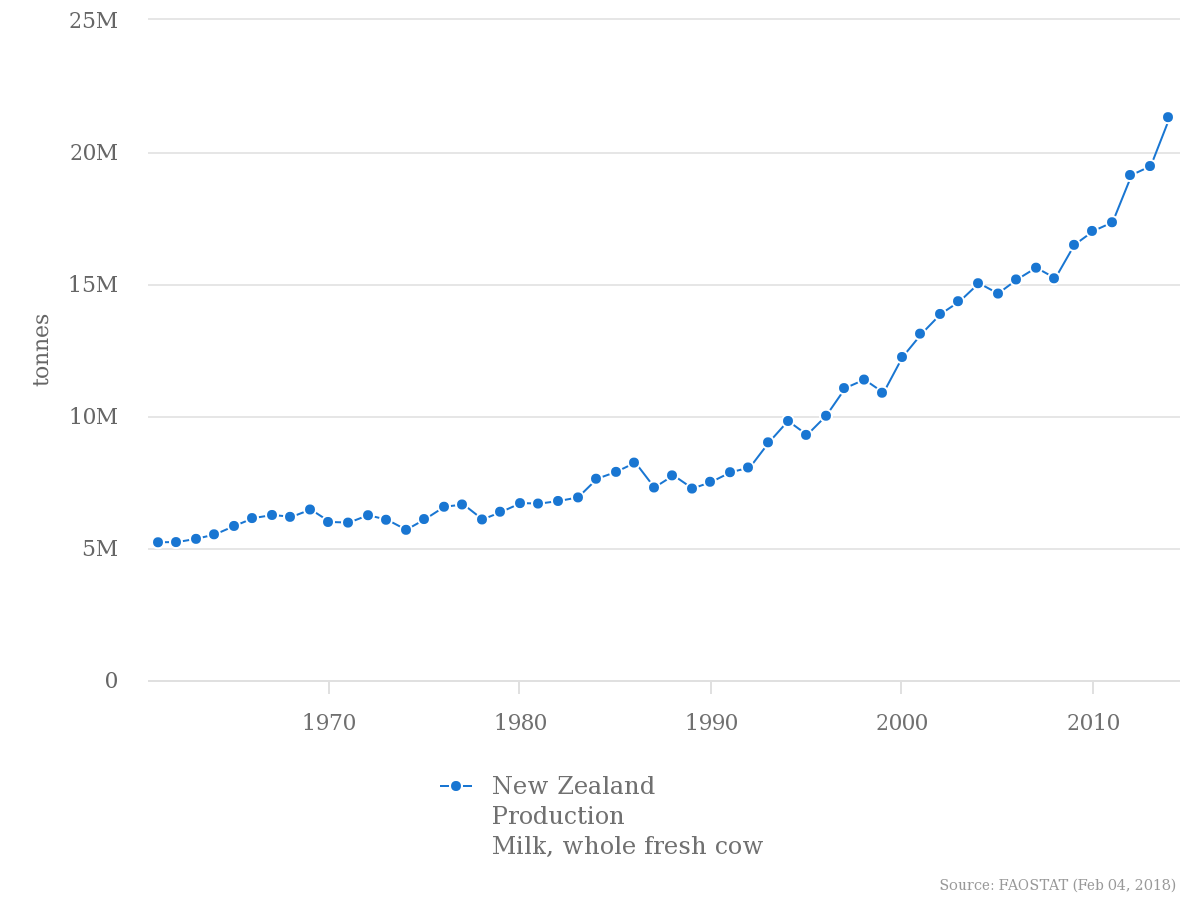 25M
20M
15M
10M
5M
0
tonnes
1970 1980 1990 2000 2010
New Zealand
Production
Milk, whole fresh cow
Source: FAOSTAT (Feb 04, 2018)